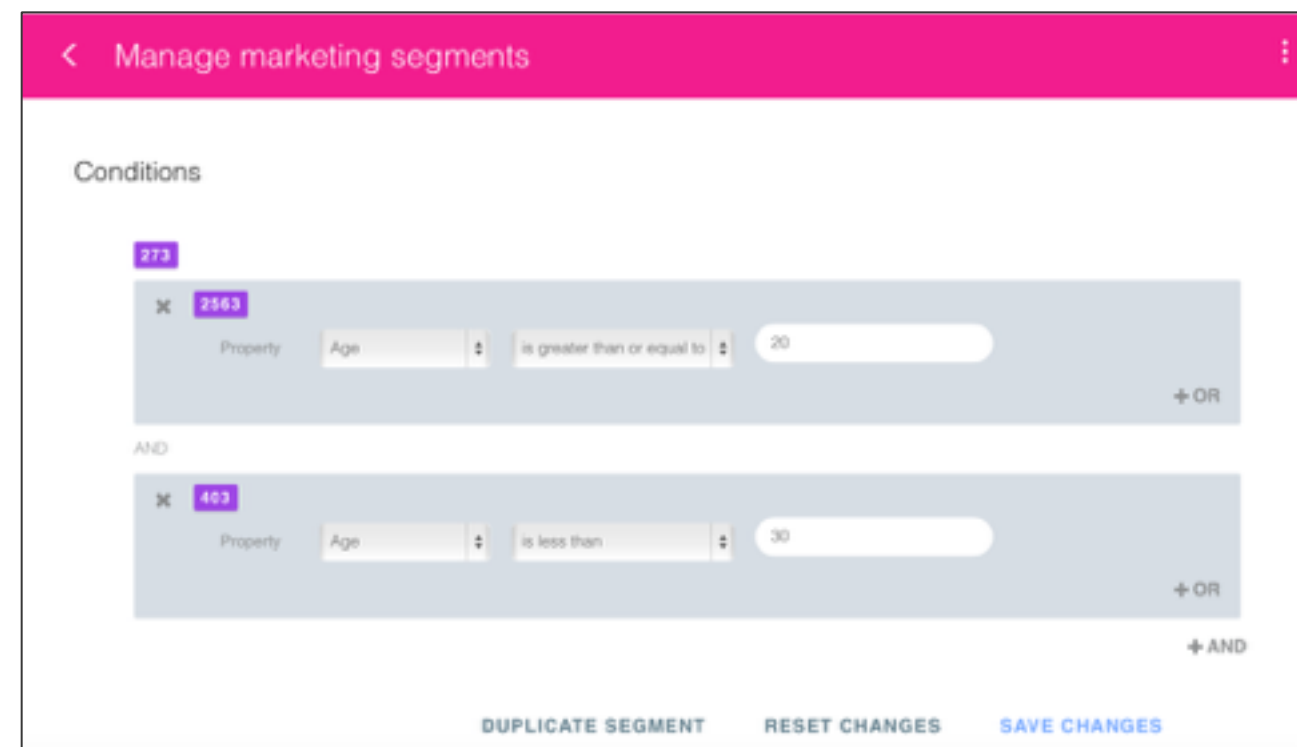 Manage marketing segments
Conditions
273
2563
Property Age is greater than or equal to 20
+ OR
AND
403
Property Age is less than 30
+ OR
+ AND
DUPLICATE SEGMENT RESET CHANGES SAVE CHANGES